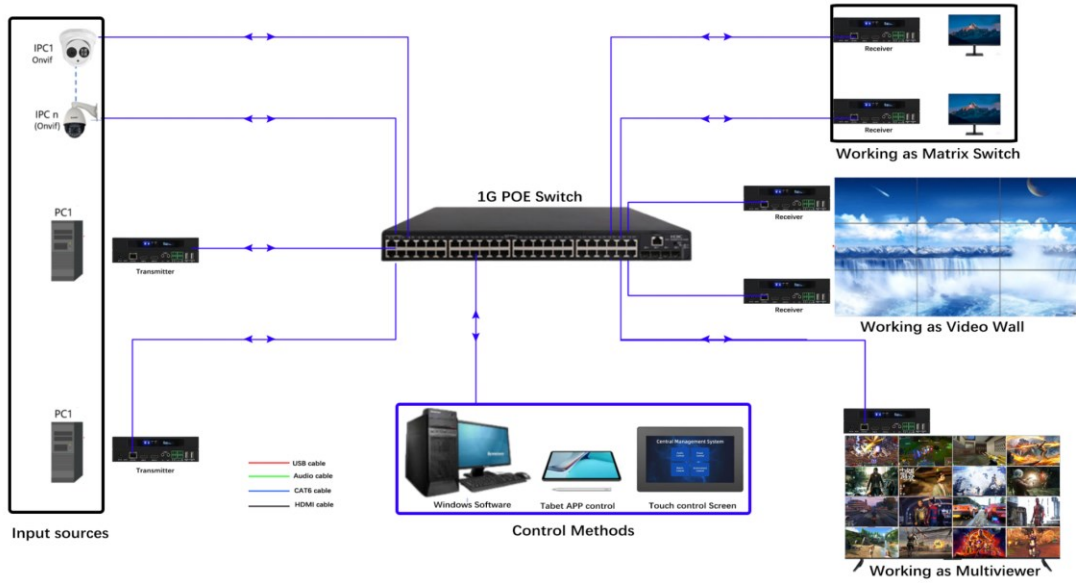 IPC1
Onvif
IPC n
(Onvif)
PC1
Transmitter
PC1
Transmitter
Input sources
1G POE Switch
USB cable
Audio cable
CAT6 cable
HDMI cable
Central Management System
Windows Software
Tabet APP control
Touch control Screen
Control Methods
Receiver
Receiver
Working as Matrix Switch
Receiver
Receiver
Working as Video Wall
Working as Multiviewer